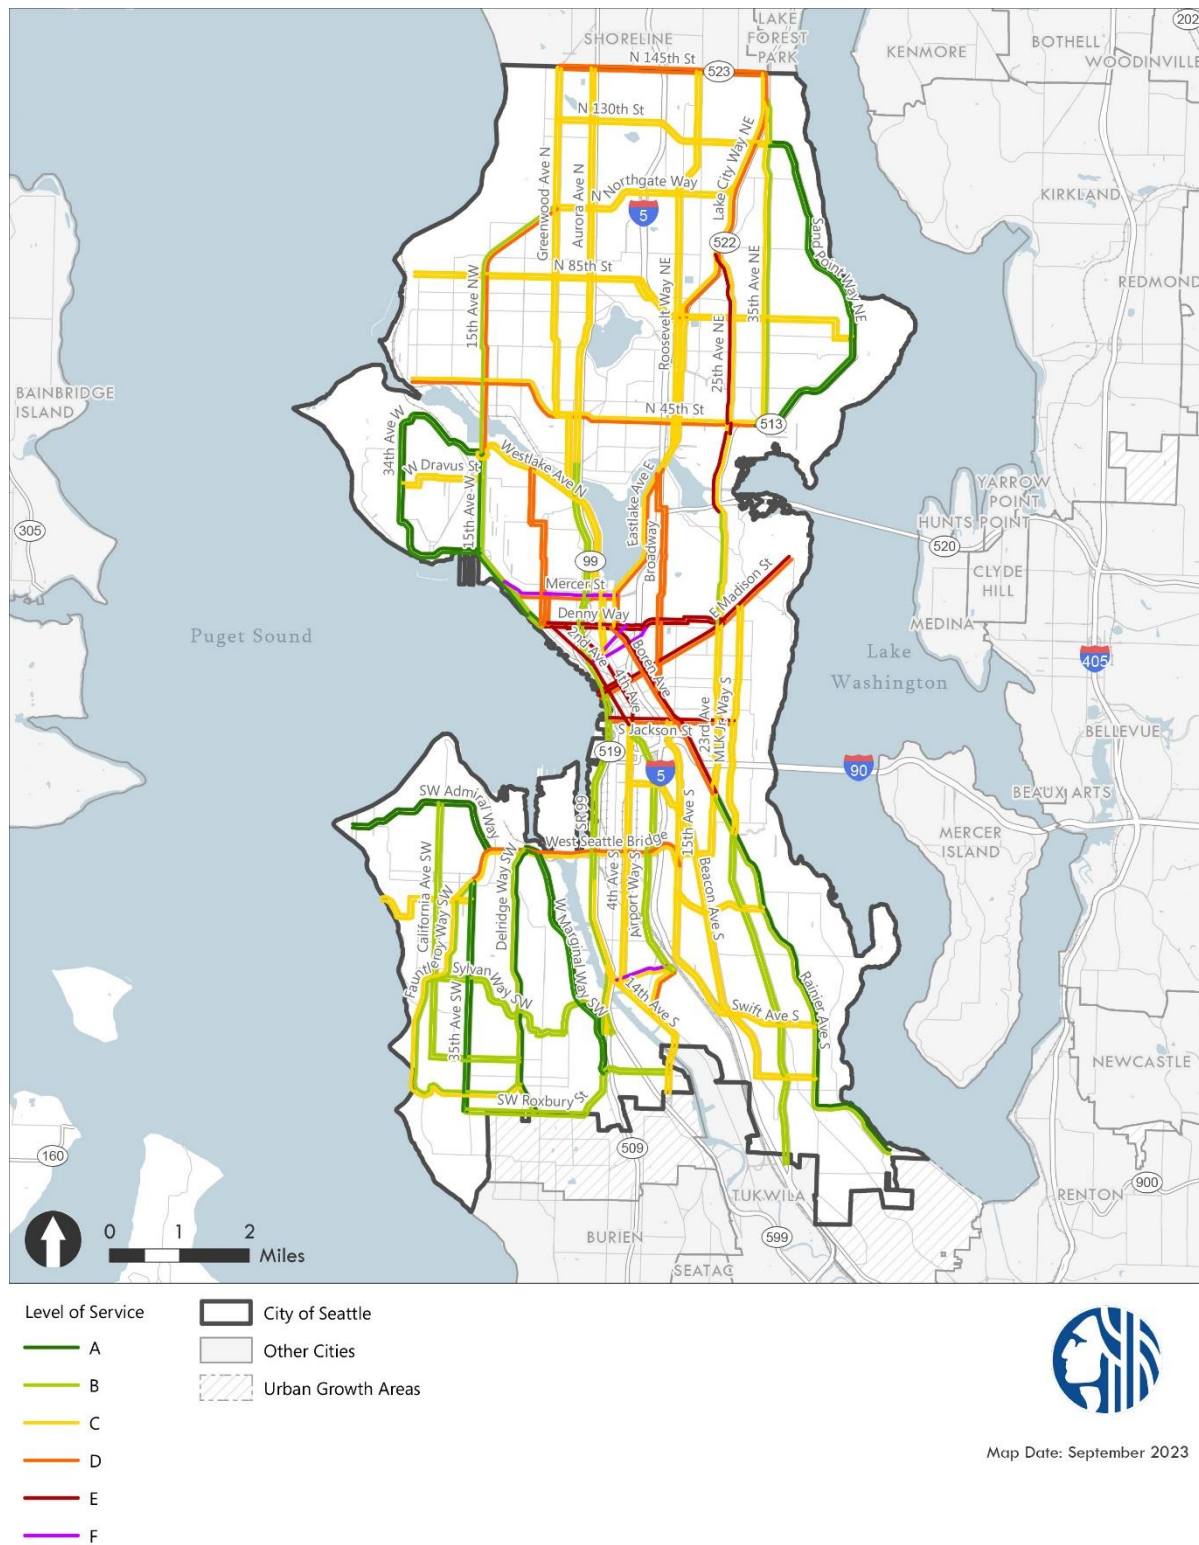 202
LAKE
FOREST
PARK
SHORELINE
KENMORE
BOTHELL
WOODINVILLE
N 145th St
523
N 130th St
Greenwood Ave N
Aurora Ave N
Lake City Way NE
N Northgate Way
5
KIRKLAND
Sand Point Way NE
522
N 85th St
15th Ave NW
Roosevelt Way NE
35th Ave NE
25th Ave NE
REDMOND
BAINBRIDGE
ISLAND
34th Ave W
N 45th St
513
W Dravus St
Westlake Ave N
15th Ave W
Eastlake Ave E
Broadway
YARROW
POINT
HUNTS POINT
305
520
99
CLYDE
HILL
Mercer St
E Madison St
Denny Way
MEDINA
Puget Sound
2nd Ave
Boren Ave
4th Ave
Lake
Washington
405
23rd Ave
MLK Jr Way S
S Jackson St
BELLEVUE
519
5
90
SW Admiral Way
SR 99
15th Ave S
BEAUX ARTS
West Seattle Bridge
MERCER
ISLAND
California Ave SW
Fauntleroy Way SW
Delridge Way SW
W Marginal Way SW
4th Ave S
Airport Way S
Beacon Ave S
Sylvan Way SW
35th Ave SW
14th Ave S
Swift Ave S
Rainier Ave S
NEWCASTLE
SW Roxbury St
160
509
TUKWILA
RENTON
900
BURIEN
599
SEATAC
0 1 2
Miles
Level of Service
A
B
C
D
E
F
City of Seattle
Other Cities
Urban Growth Areas
Map Date: September 2023